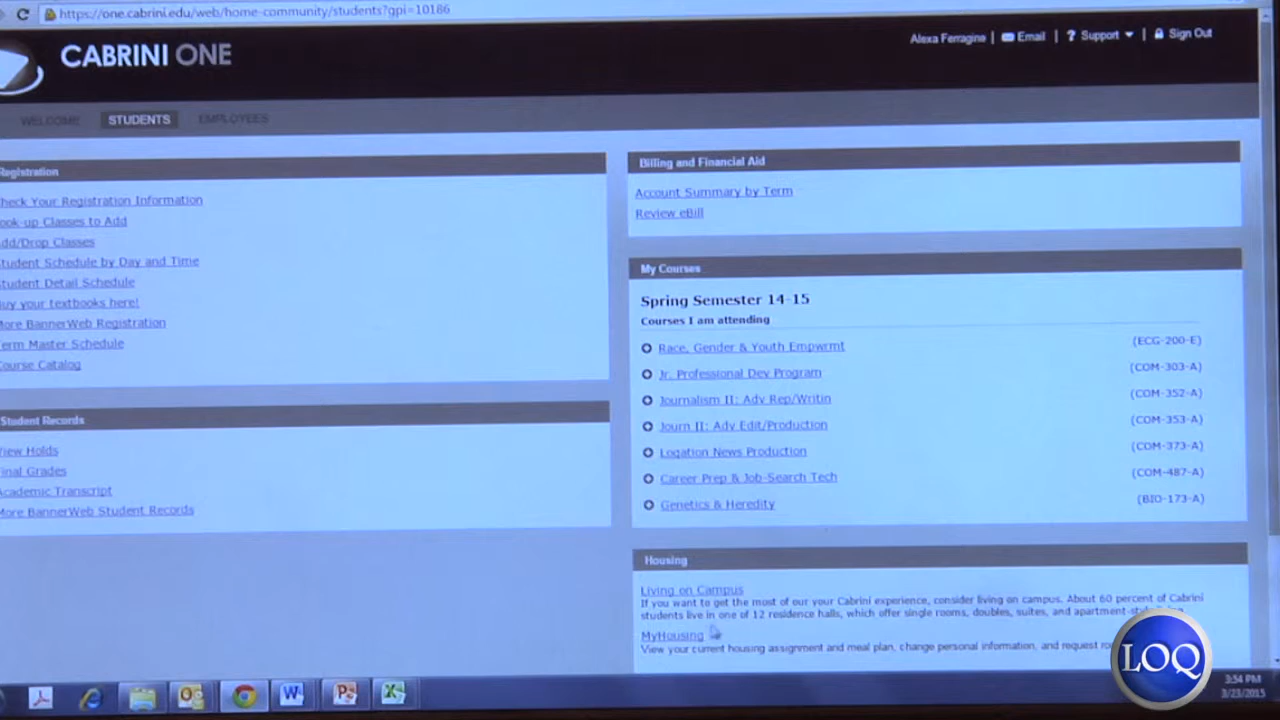 https://one.cabrini.edu/web/home-community/students?gpi=10186
CABRINI ONE
Alexa Ferragino | Email | ? Support | Sign Out
WELCOME STUDENTS EMPLOYEES
Registration
heck Your Registration Information
ook-up Classes to Add
dd/Drop Classes
tudent Schedule by Day and Time
tudent Detail Schedule
uy your textbooks here!
ore BannerWeb Registration
erm Master Schedule
ourse Catalog
Student Records
iew Holds
inal Grades
cademic Transcript
ore BannerWeb Student Records
Billing and Financial Aid
Account Summary by Term
Review eBill
My Courses
Spring Semester 14-15
Courses I am attending
Race, Gender & Youth Empwrmt (ECG-200-E)
Jr. Professional Dev Program (COM-303-A)
Journalism II: Adv Rep/Writin (COM-352-A)
Journ II: Adv Edit/Production (COM-353-A)
Logation News Production (COM-373-A)
Career Prep & Job-Search Tech (COM-487-A)
Genetics & Heredity (BIO-173-A)
Housing
Living on Campus
If you want to get the most of our your Cabrini experience, consider living on campus. About 60 percent of Cabrini
students live in one of 12 residence halls, which offer single rooms, doubles, suites, and apartment-style
MyHousing
View your current housing assignment and meal plan, change personal information, and request
LOQ
3:54 PM
3/23/2015